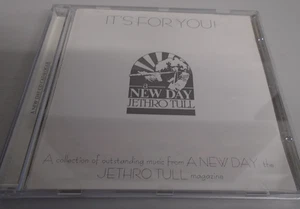 IT'S FOR YOU!
a
NEW DAY
JETHRO TULL
A collection of outstanding music from A NEW DAY, the
JETHRO TULL magazine